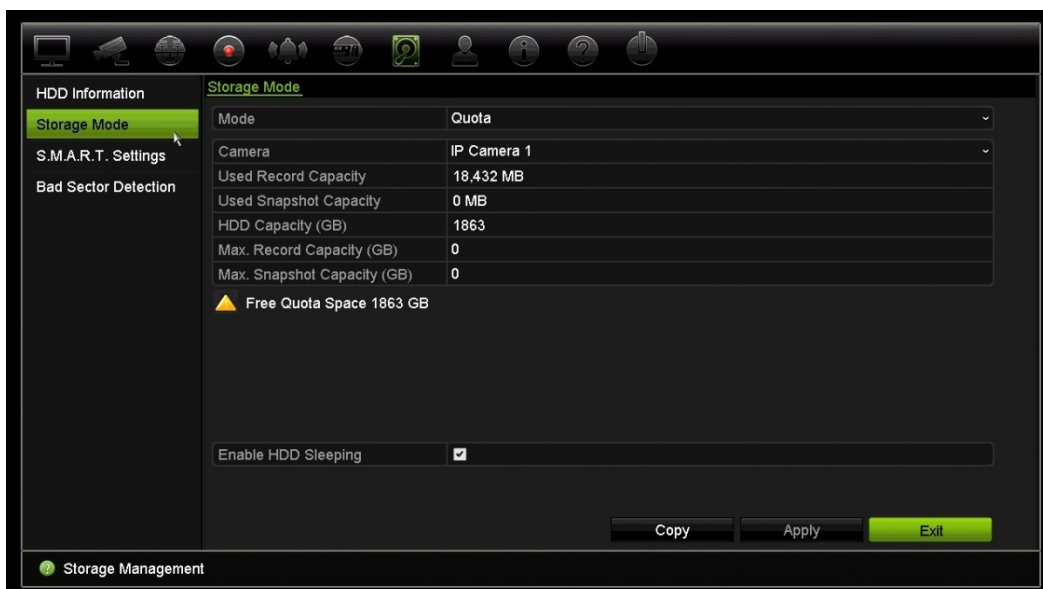 HDD Information
Storage Mode
S.M.A.R.T. Settings
Bad Sector Detection
Storage Mode
Mode Quota
Camera IP Camera 1
Used Record Capacity 18,432 MB
Used Snapshot Capacity 0 MB
HDD Capacity (GB) 1863
Max. Record Capacity (GB) 0
Max. Snapshot Capacity (GB) 0
Free Quota Space 1863 GB
Enable HDD Sleeping
Copy Apply Exit
Storage Management